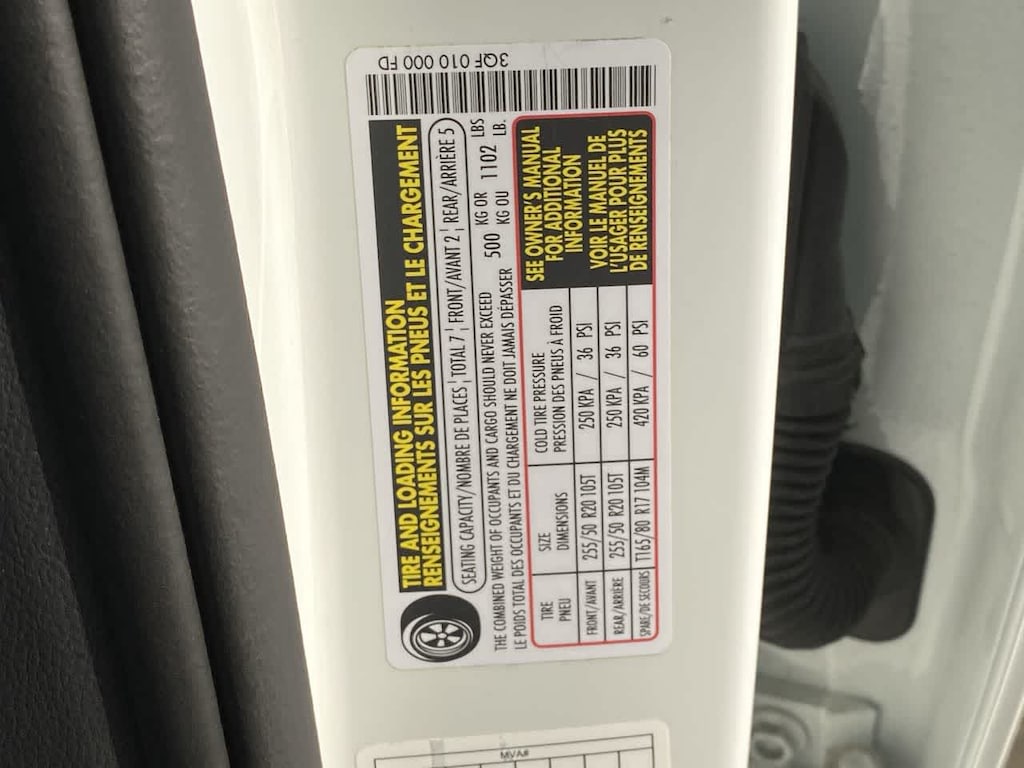 3QF 010 000 FD
TIRE AND LOADING INFORMATION
RENSEIGNEMENTS SUR LES PNEUS ET LE CHARGEMENT
SEATING CAPACITY/NOMBRE DE PLACES ¦ TOTAL 7 ¦ FRONT/AVANT 2 ¦ REAR/ARRIÈRE 5
THE COMBINED WEIGHT OF OCCUPANTS AND CARGO SHOULD NEVER EXCEED 500 KG OR 1102 LBS
LE POIDS TOTAL DES OCCUPANTS ET DU CHARGEMENT NE DOIT JAMAIS DÉPASSER KG OU LB.
TIRE SIZE COLD TIRE PRESSURE
PNEU DIMENSIONS PRESSION DES PNEUS À FROID
FRONT/AVANT 255/50 R20 105T 250 KPA / 36 PSI
REAR/ARRIÈRE 255/50 R20 105T 250 KPA / 36 PSI
SPARE/DE SECOURS T165/80 R17 104M 420 KPA / 60 PSI
SEE OWNER'S MANUAL
FOR ADDITIONAL
INFORMATION
VOIR LE MANUEL DE
L'USAGER POUR PLUS
DE RENSEIGNEMENTS
MVA#